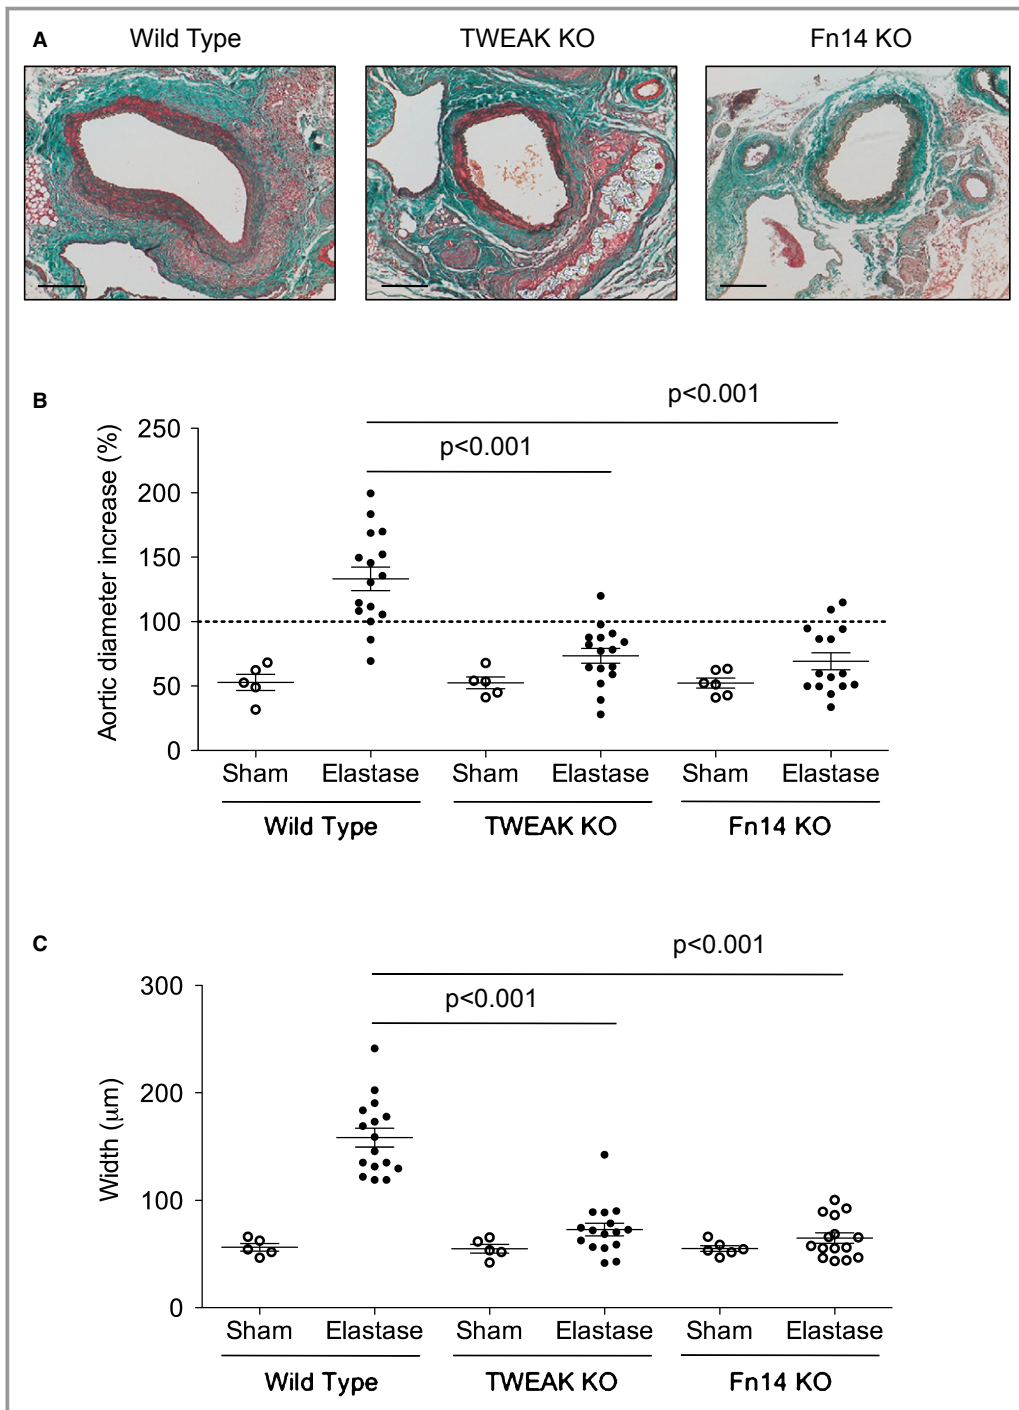 A
Wild Type TWEAK KO Fn14 KO
B
p<0.001
p<0.001
Aortic diameter increase (%)
250
200
150
100
50
0
Sham Elastase Sham Elastase Sham Elastase
Wild Type TWEAK KO Fn14 KO
C
p<0.001
p<0.001
Width (μm)
300
200
100
0
Sham Elastase Sham Elastase Sham Elastase
Wild Type TWEAK KO Fn14 KO